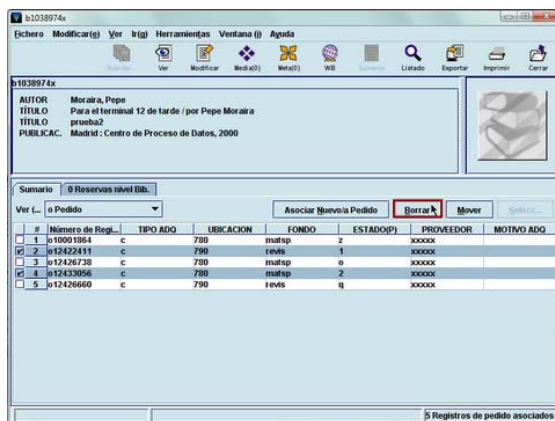 b1038974x
Fichero Modificar(g) Ver Ir(g) Herramientas Ventana (i) Ayuda
Ver Modificar Media(0) Meta(0) WB Sumario Listado Exportar Imprimir Cerrar
b1038974x
AUTOR Moraira, Pepe
TÍTULO Para el terminal 12 de tarde / por Pepe Moraira
TÍTULO prueba2
PUBLICAC. Madrid : Centro de Proceso de Datos, 2000
Sumario 0 Reservas nivel Bib.
Ver (... o Pedido Asociar Nuevo/a Pedido Borrar Mover Selecc...
# Número de Regi... TIPO ADQ UBICACION FONDO ESTADO(P) PROVEEDOR MOTIVO ADQ
1 o10001864 c 780 matsp z xxxxx
2 o12422411 c 790 revis 1 xxxxx
3 o12426738 c 780 matsp o xxxxx
4 o12433056 c 780 matsp 2 xxxxx
5 o12426660 c 790 revis q xxxxx
5 Registros de pedido asociados